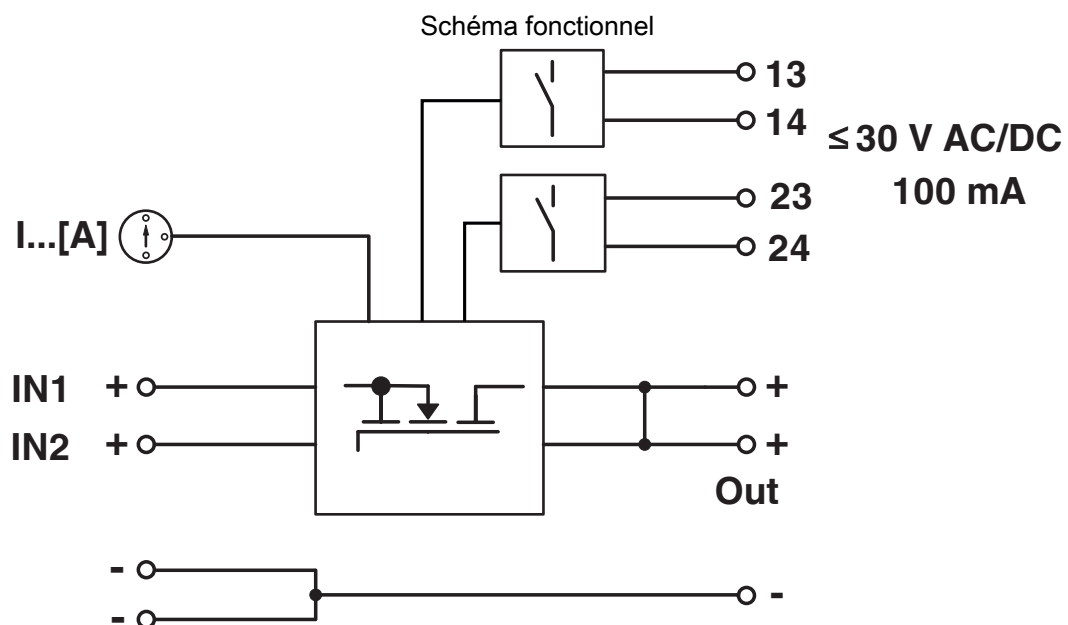 Schéma fonctionnel
13
14
≤ 30 V AC/DC
100 mA
23
24
I...[A]
IN1 +
IN2 +
+
+
Out
-
-
-